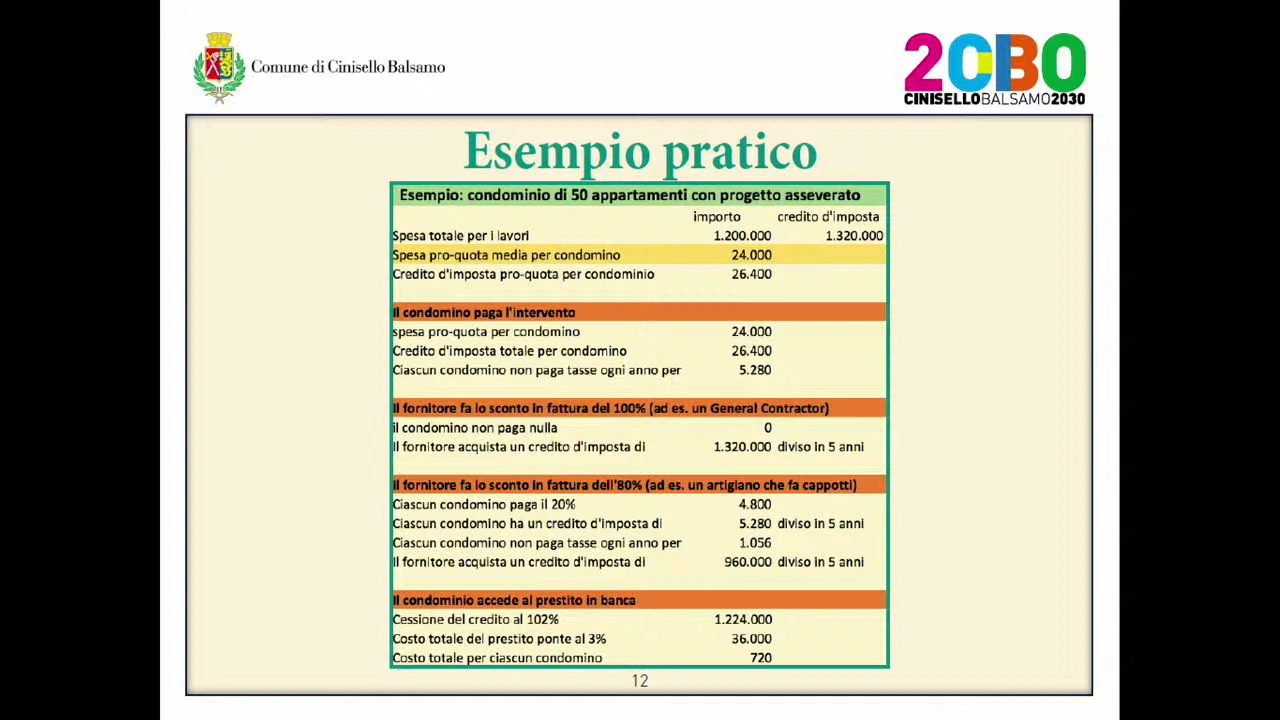 Comune di Cinisello Balsamo
2030
CINISELLOBALSAMO2030
Esempio pratico
Esempio: condominio di 50 appartamenti con progetto asseverato
importo credito d'imposta
Spesa totale per i lavori 1.200.000 1.320.000
Spesa pro-quota media per condomino 24.000
Credito d'imposta pro-quota per condominio 26.400
Il condomino paga l'intervento
spesa pro-quota per condomino 24.000
Credito d'imposta totale per condomino 26.400
Ciascun condomino non paga tasse ogni anno per 5.280
Il fornitore fa lo sconto in fattura del 100% (ad es. un General Contractor)
il condomino non paga nulla 0
Il fornitore acquista un credito d'imposta di 1.320.000 diviso in 5 anni
Il fornitore fa lo sconto in fattura dell'80% (ad es. un artigiano che fa cappotti)
Ciascun condomino paga il 20% 4.800
Ciascun condomino ha un credito d'imposta di 5.280 diviso in 5 anni
Ciascun condomino non paga tasse ogni anno per 1.056
Il fornitore acquista un credito d'imposta di 960.000 diviso in 5 anni
Il condominio accede al prestito in banca
Cessione del credito al 102% 1.224.000
Costo totale del prestito ponte al 3% 36.000
Costo totale per ciascun condomino 720
12